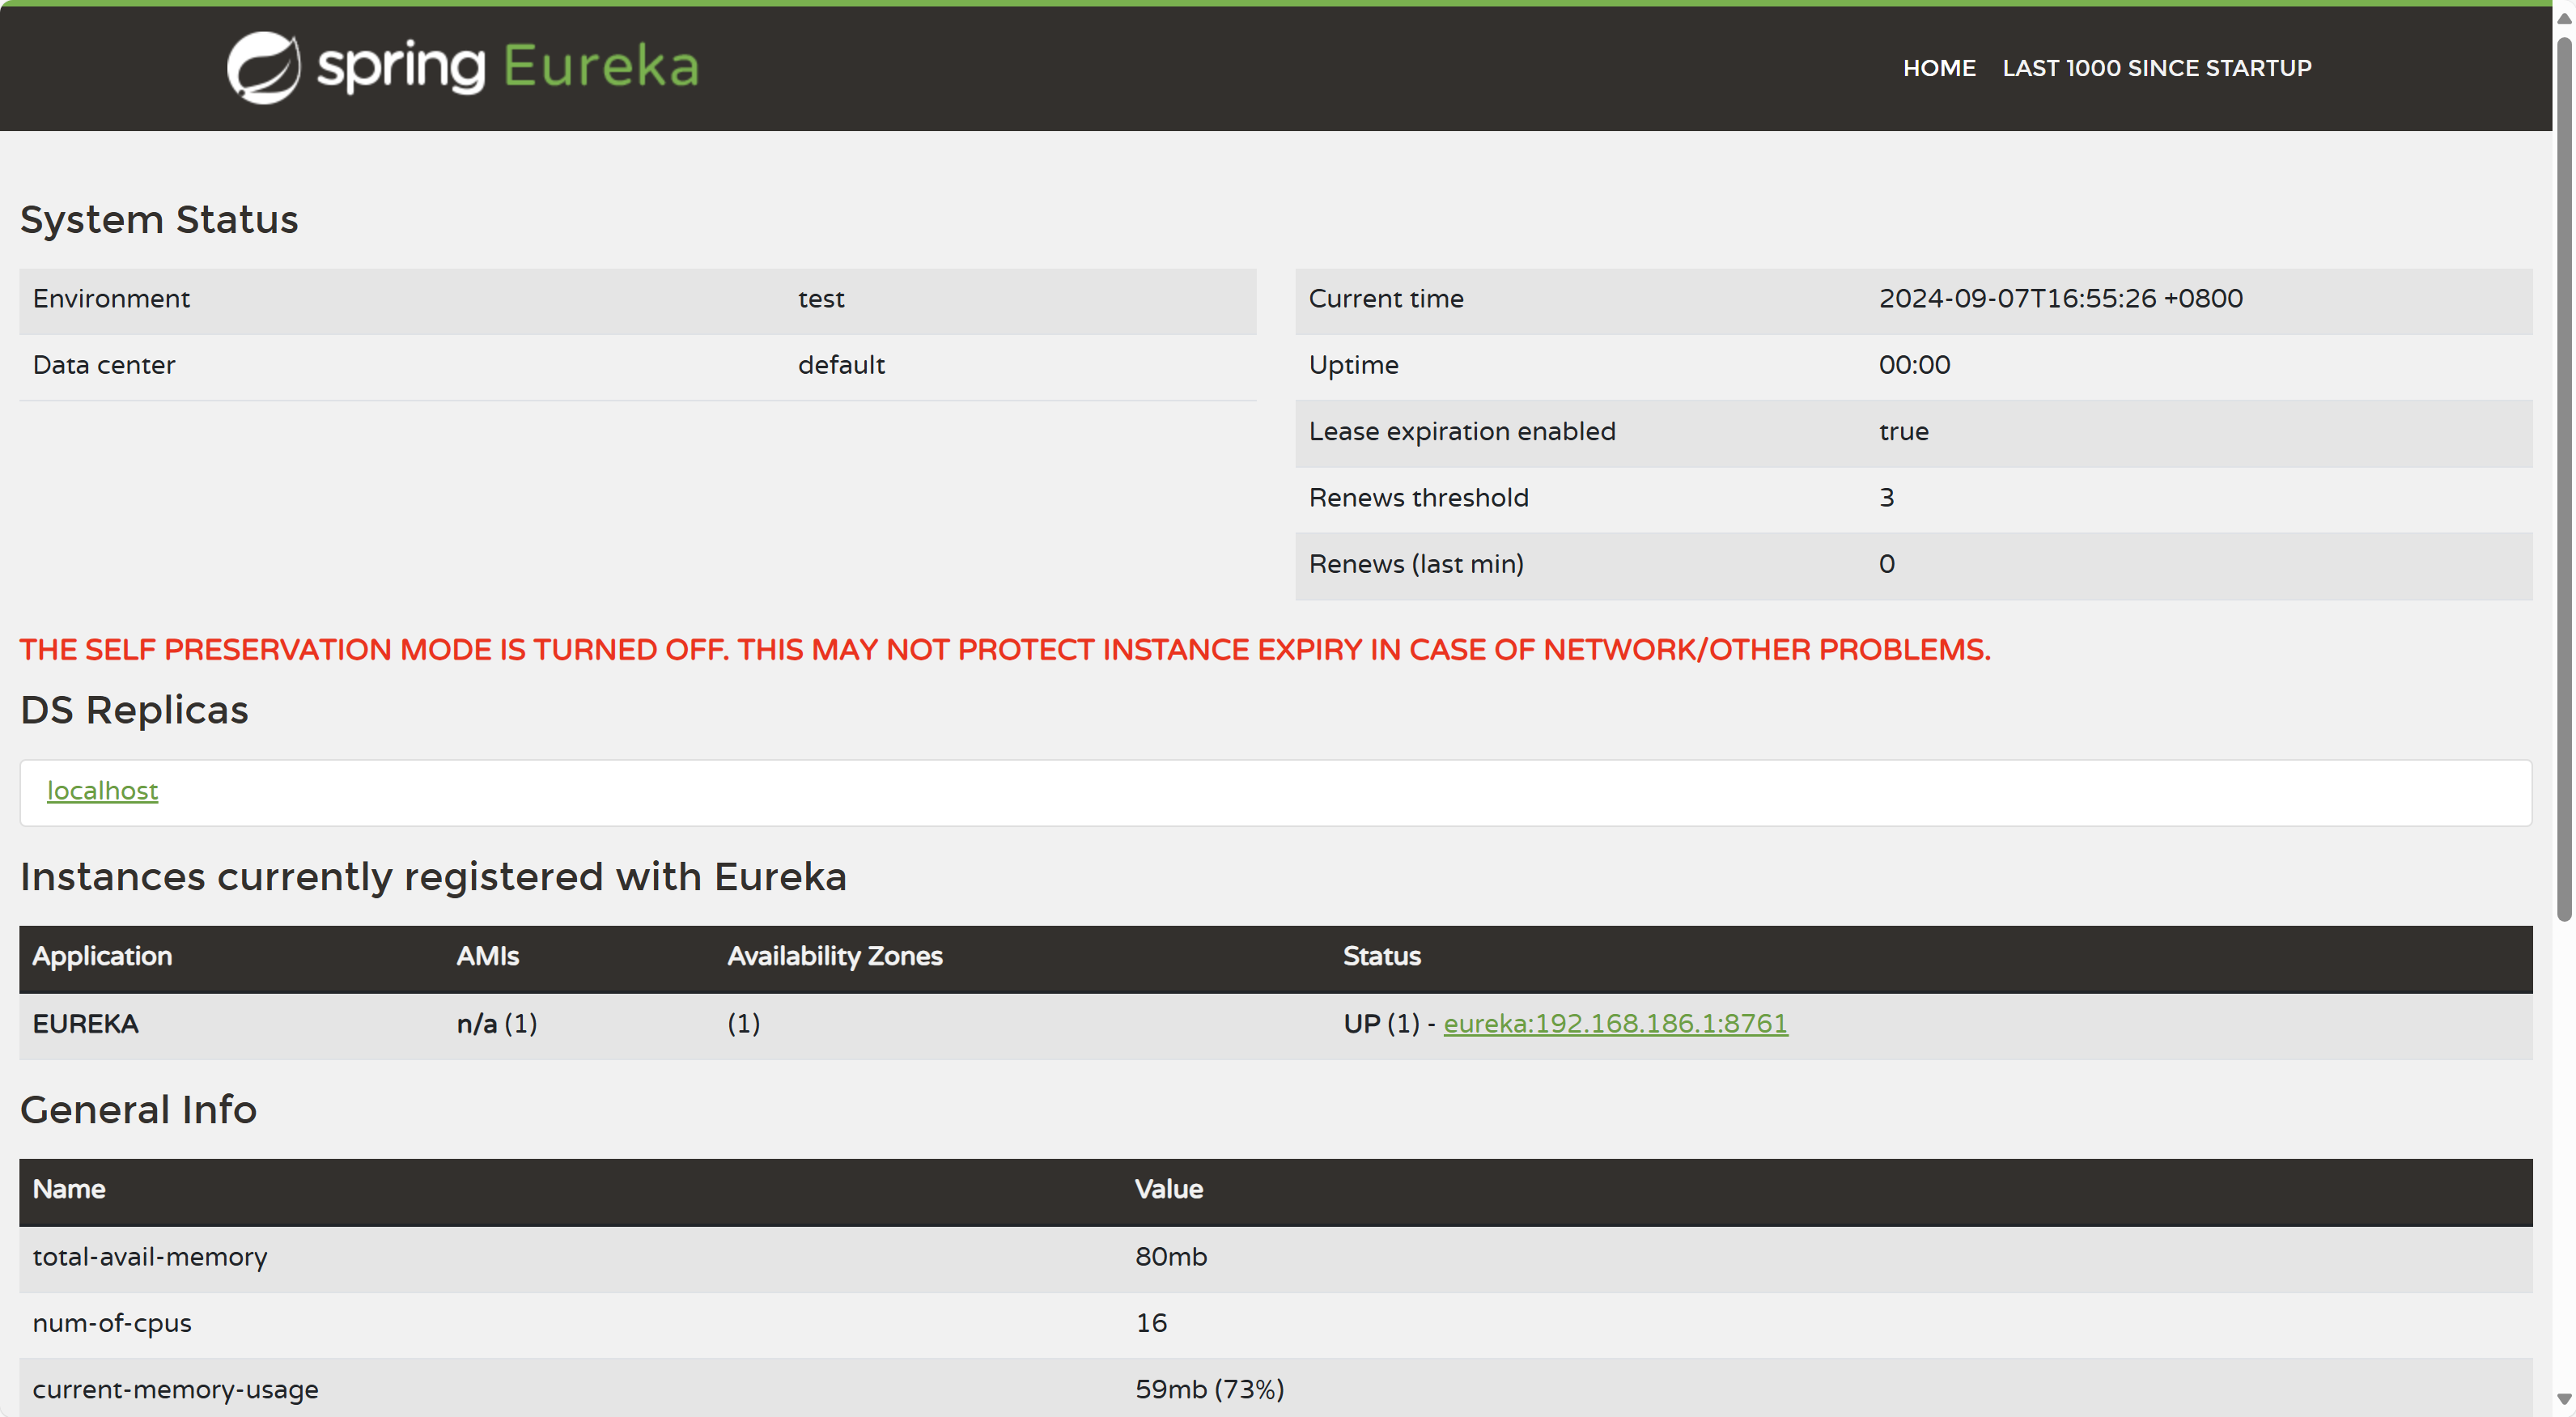 spring Eureka
HOME LAST 1000 SINCE STARTUP
System Status
Environment test
Data center default
Current time 2024-09-07T16:55:26 +0800
Uptime 00:00
Lease expiration enabled true
Renews threshold 3
Renews (last min) 0
THE SELF PRESERVATION MODE IS TURNED OFF. THIS MAY NOT PROTECT INSTANCE EXPIRY IN CASE OF NETWORK/OTHER PROBLEMS.
DS Replicas
localhost
Instances currently registered with Eureka
Application AMIs Availability Zones Status
EUREKA n/a (1) (1) UP (1) - eureka:192.168.186.1:8761
General Info
Name Value
total-avail-memory 80mb
num-of-cpus 16
current-memory-usage 59mb (73%)